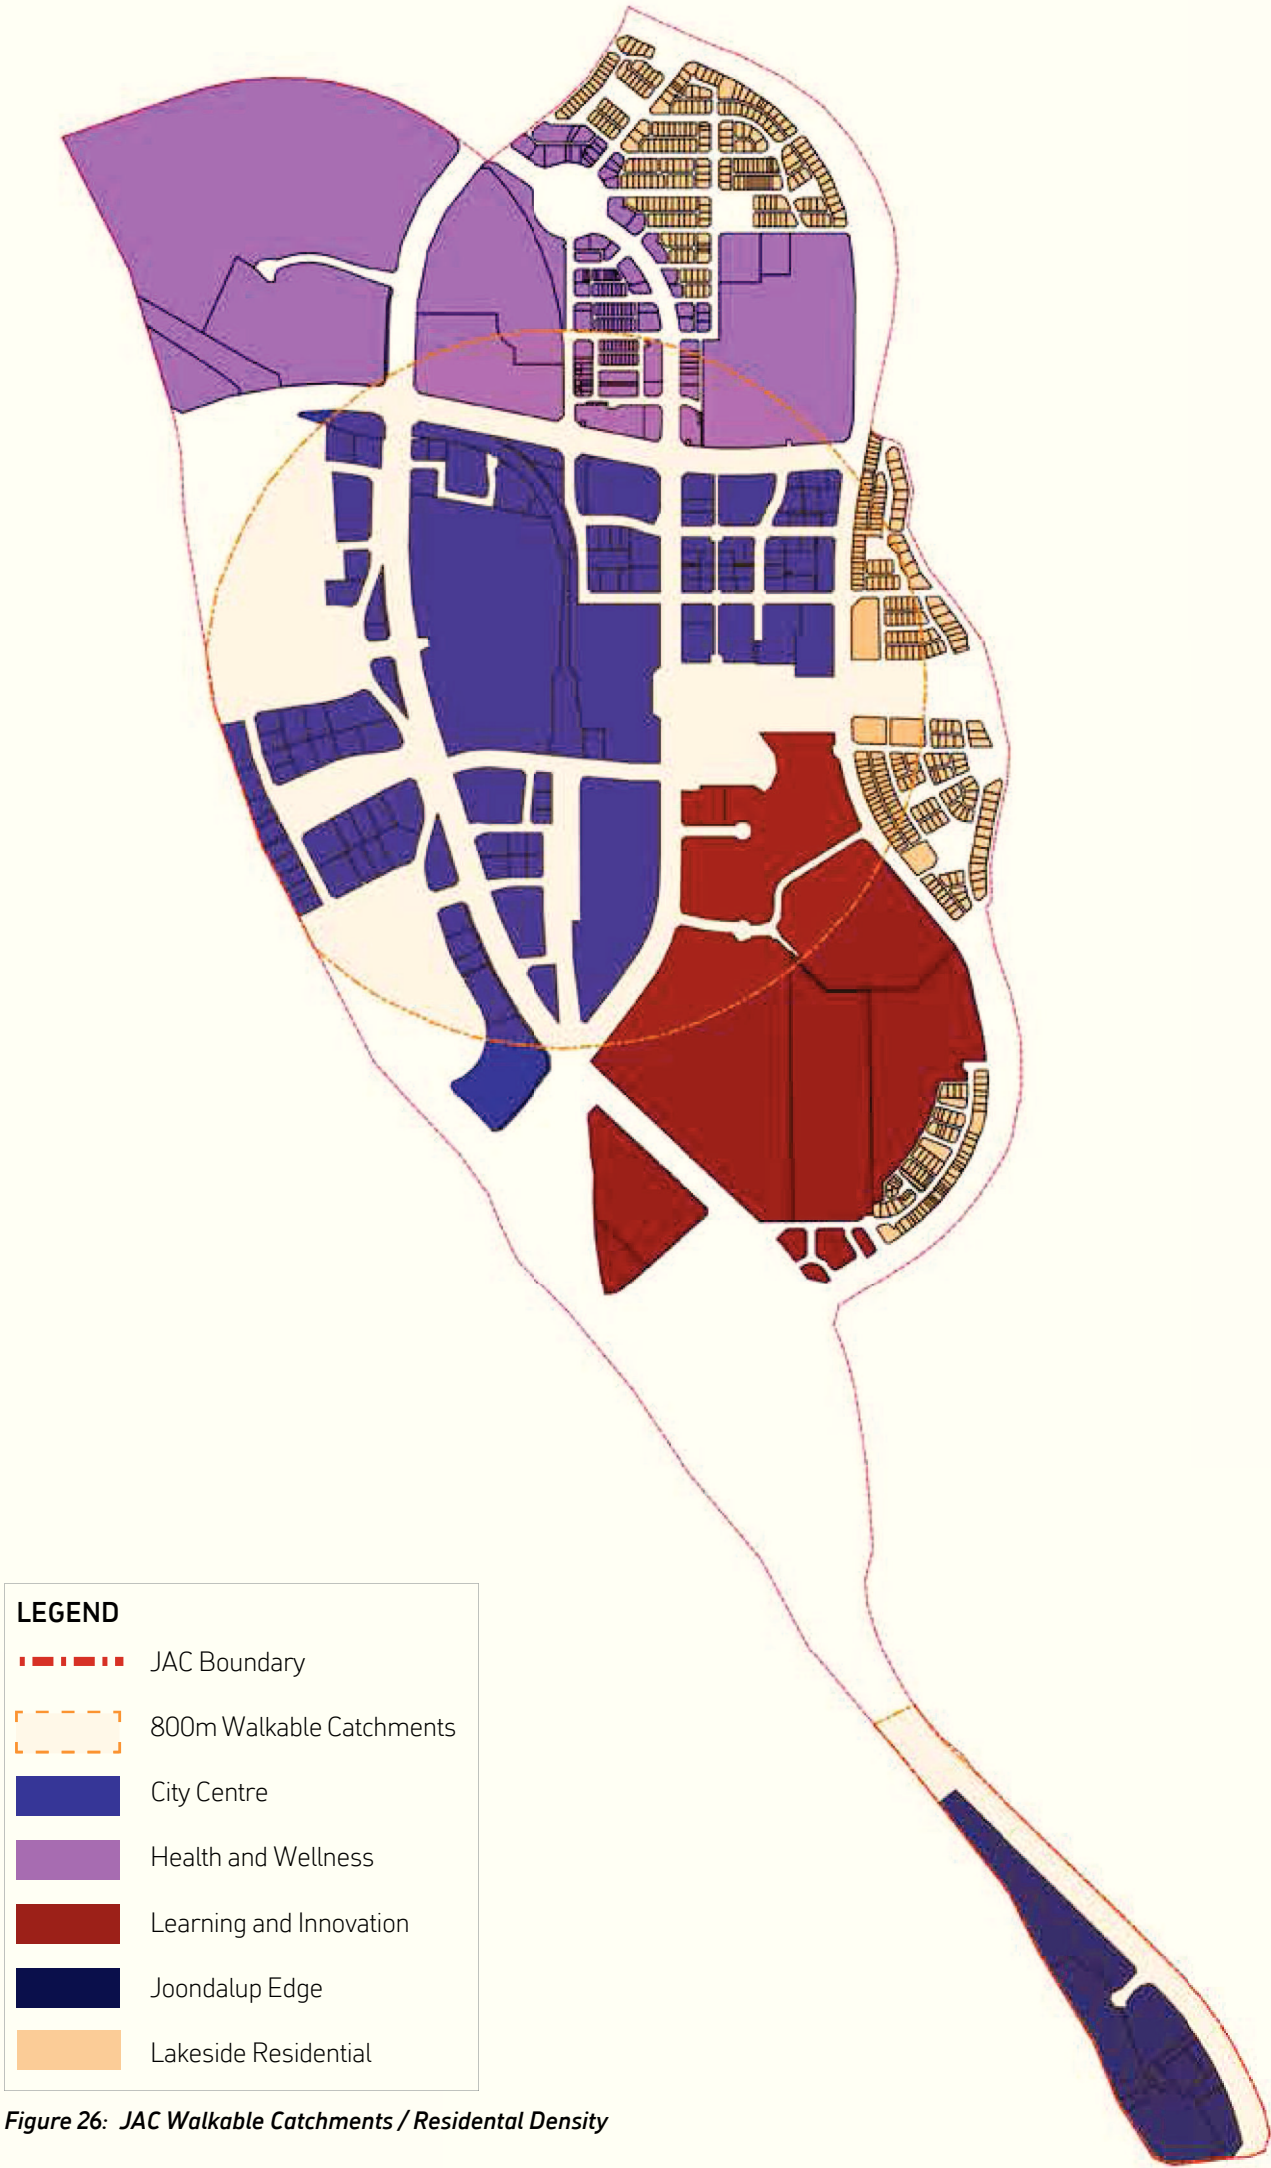 LEGEND
JAC Boundary
800m Walkable Catchments
City Centre
Health and Wellness
Learning and Innovation
Joondalup Edge
Lakeside Residential
Figure 26: JAC Walkable Catchments / Residental Density